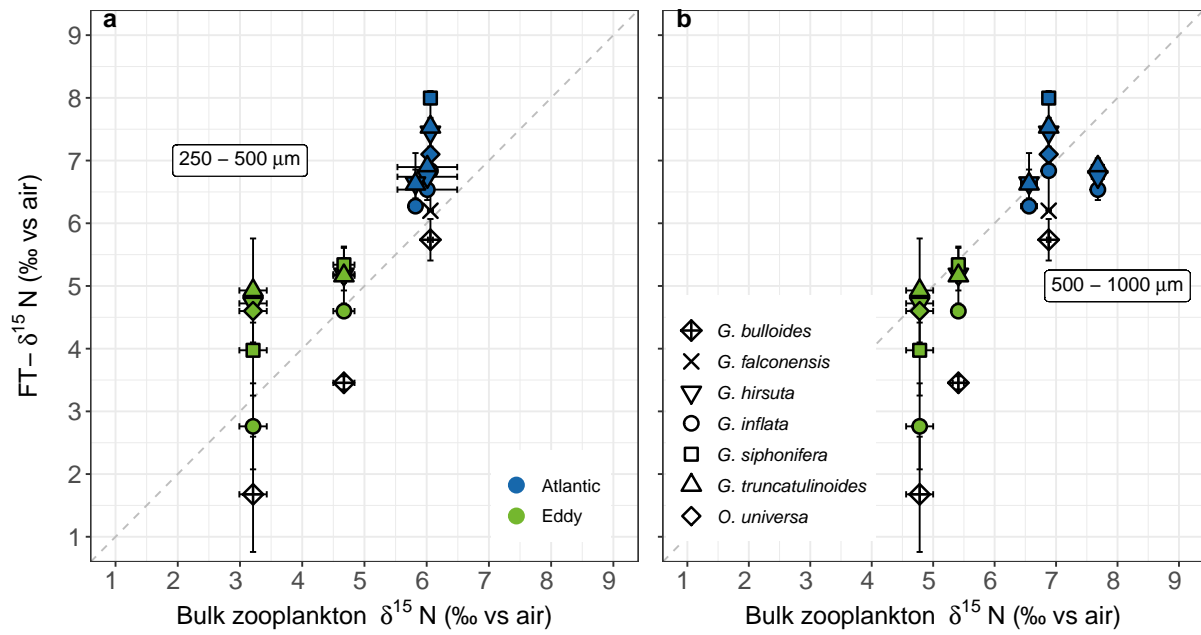 a
b
9
8
7
6
5
4
3
2
1
FT− δ¹⁵ N (‰ vs air)
250 − 500 μm
500 − 1000 μm
Atlantic
Eddy
G. bulloides
G. falconensis
G. hirsuta
G. inflata
G. siphonifera
G. truncatulinoides
O. universa
1 2 3 4 5 6 7 8 9
1 2 3 4 5 6 7 8 9
Bulk zooplankton δ¹⁵ N (‰ vs air)
Bulk zooplankton δ¹⁵ N (‰ vs air)